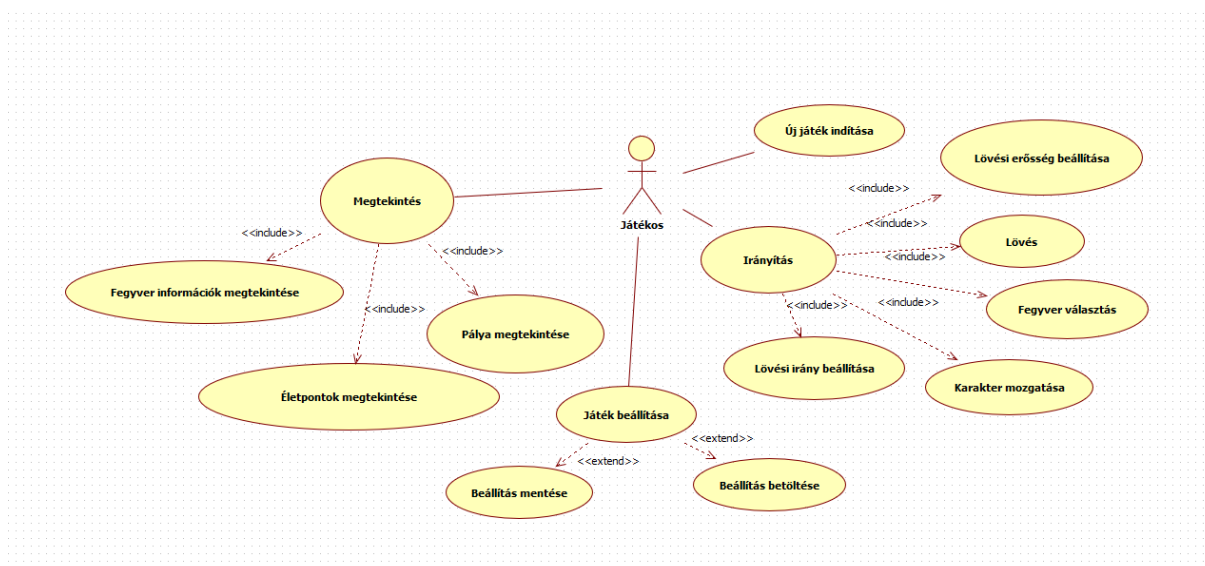 Új játék indítása
Lövési erősség beállítása
<<include>>
Megtekintés
Játékos
<<include>>
<<include>>
Lövés
<<include>>
Irányítás
<<include>>
Fegyver információk megtekintése
<<include>>
<<include>>
<<include>>
Fegyver választás
Pálya megtekintése
Lövési irány beállítása
Karakter mozgatása
Életpontok megtekintése
Játék beállítása
<<extend>>
<<extend>>
Beállítás mentése
Beállítás betöltése